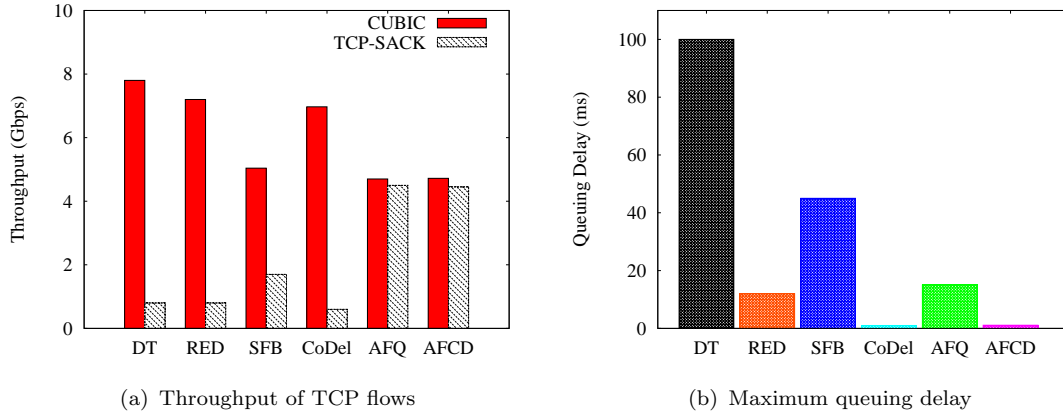 CUBIC
TCP-SACK
Throughput (Gbps)
10
8
6
4
2
0
DT RED SFB CoDel AFQ AFCD
(a) Throughput of TCP flows
Queuing Delay (ms)
100
80
60
40
20
0
DT RED SFB CoDel AFQ AFCD
(b) Maximum queuing delay